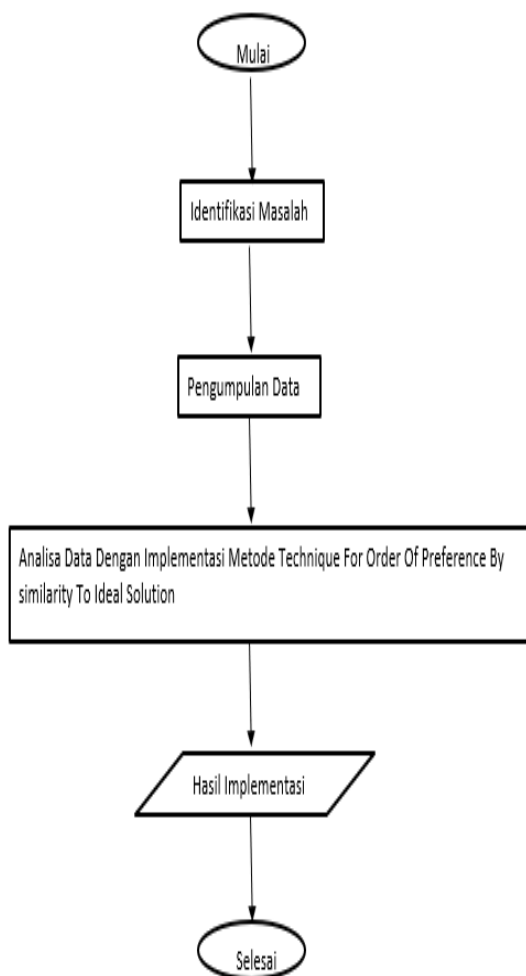 Mulai
Identifikasi Masalah
Pengumpulan Data
Analisa Data Dengan Implementasi Metode Technique For Order Of Preference By
similarity To Ideal Solution
Hasil Implementasi
Selesai